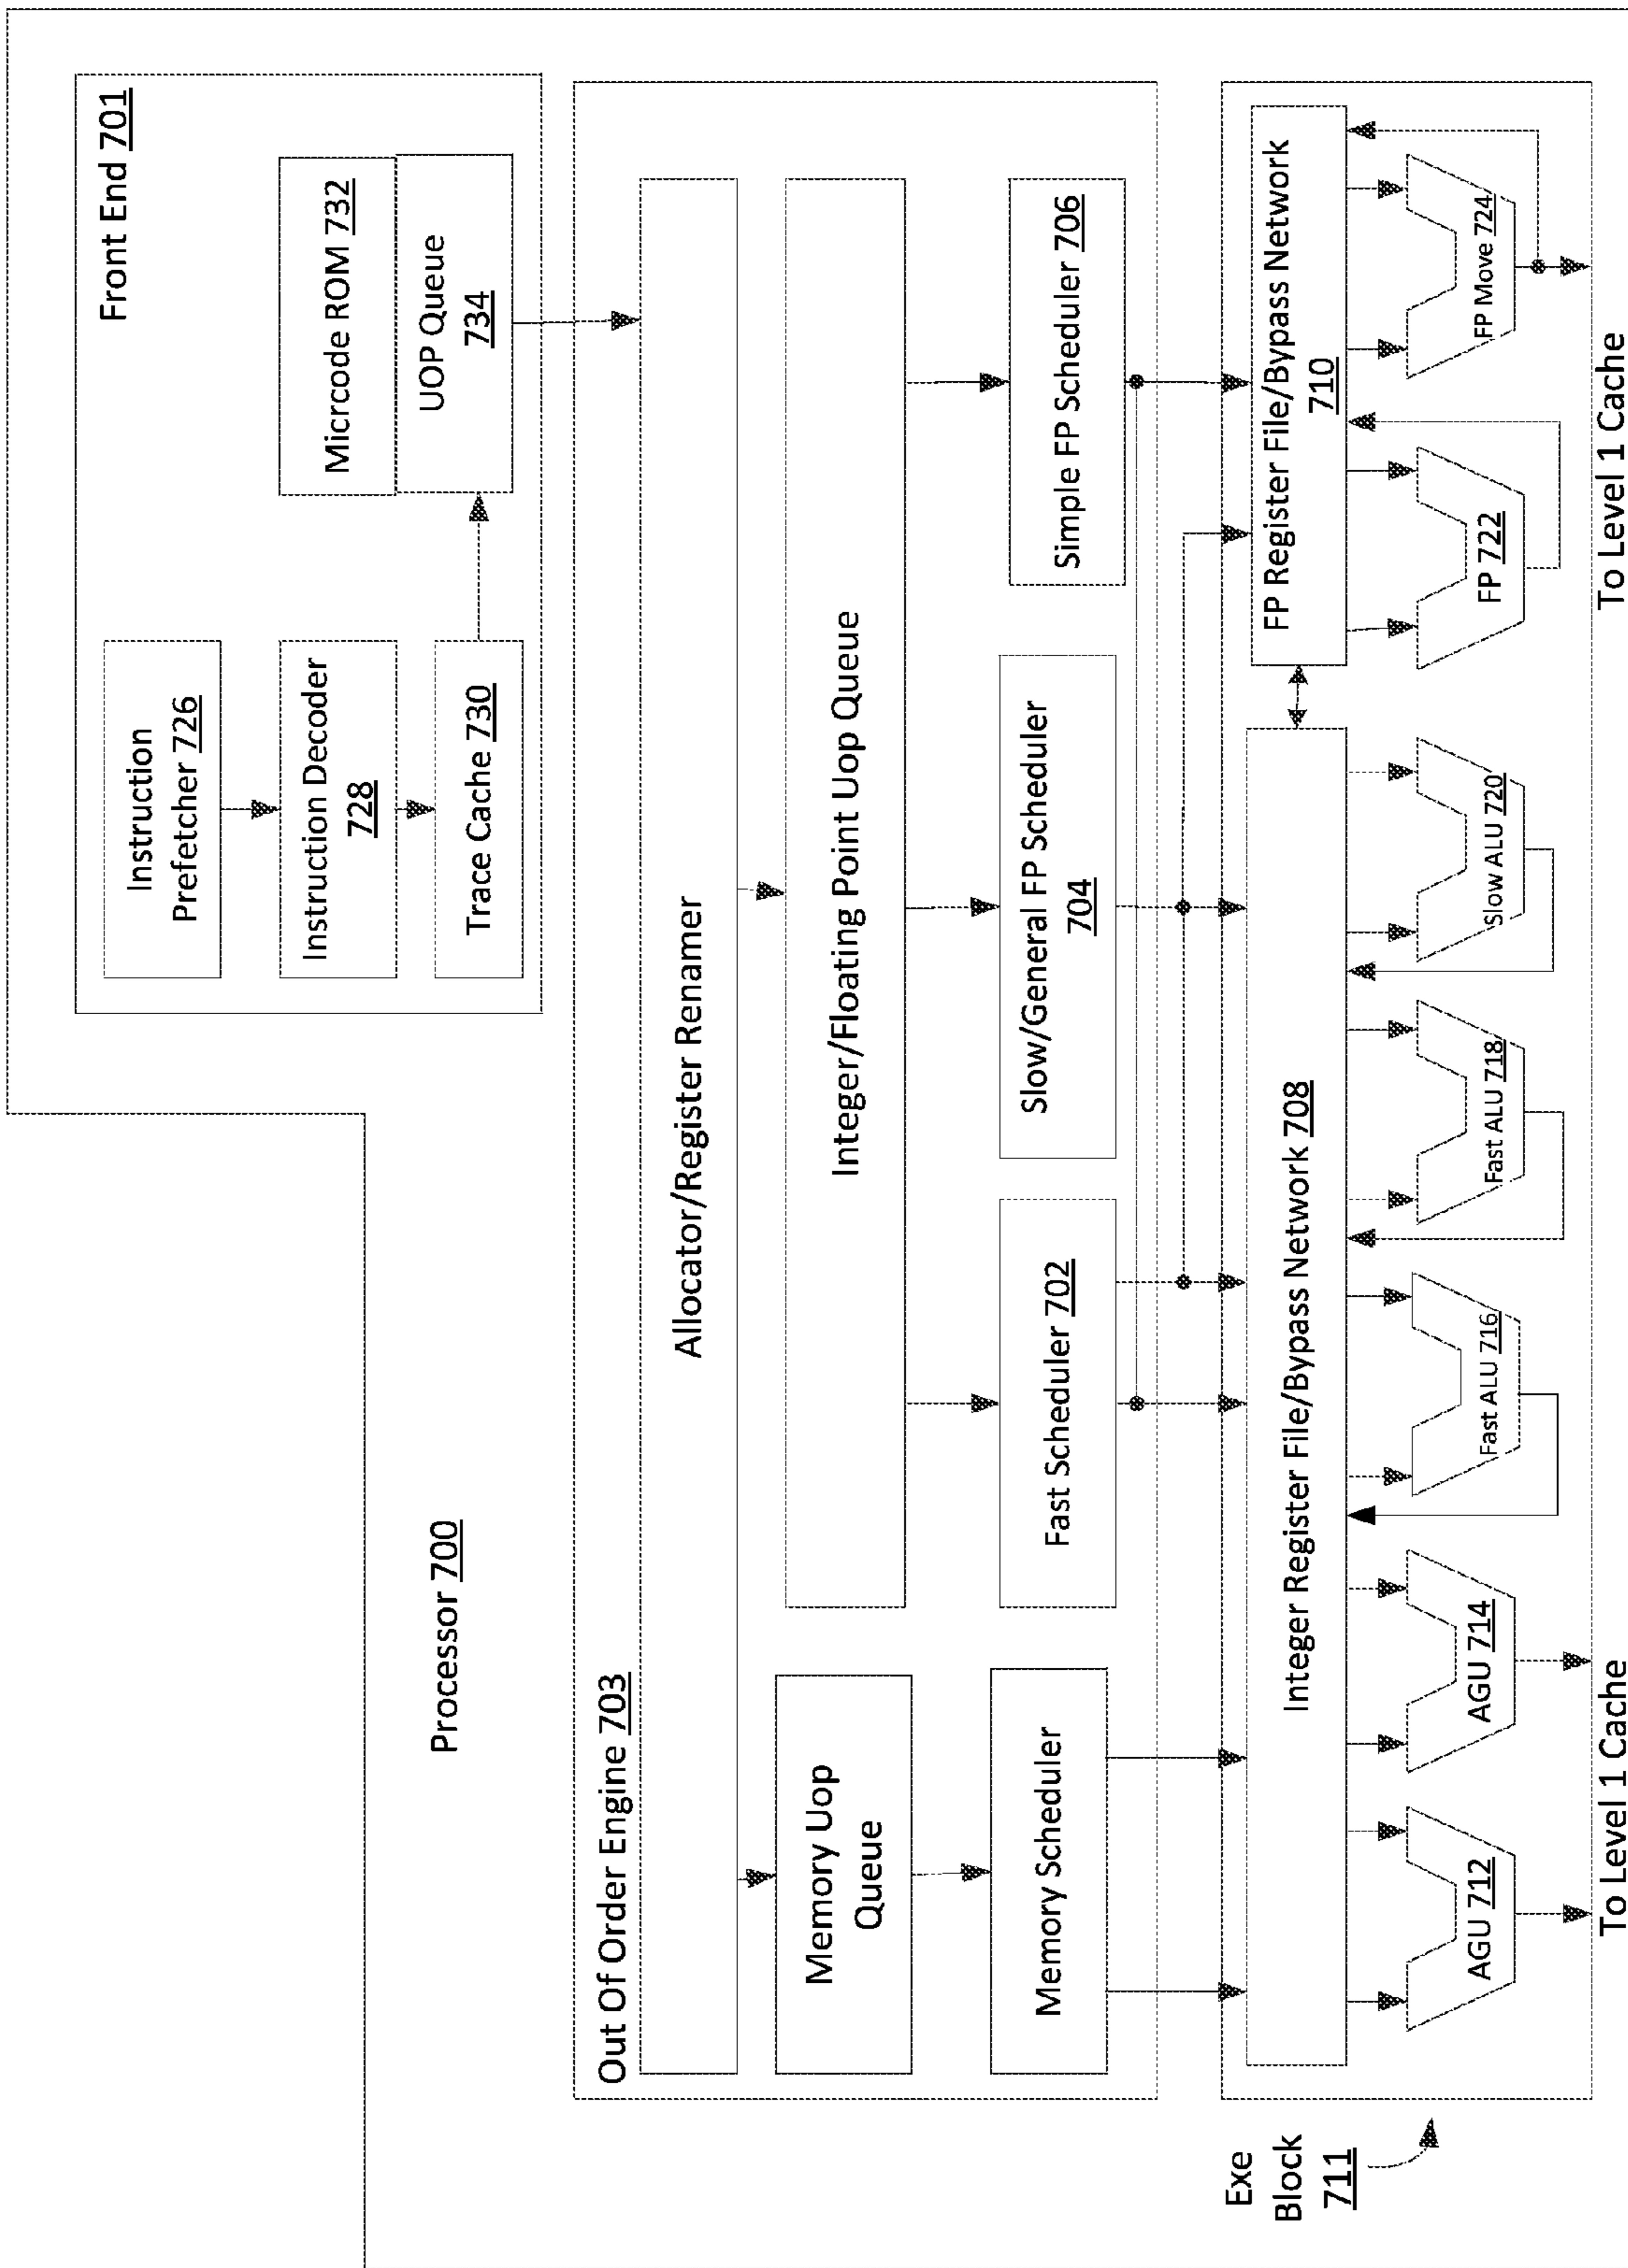 Processor 700
Front End 701
Instruction
Prefetcher 726
Instruction Decoder
728
Trace Cache 730
Micrcode ROM 732
UOP Queue
734
Out Of Order Engine 703
Allocator/Register Renamer
Memory Uop
Queue
Integer/Floating Point Uop Queue
Memory Scheduler
Fast Scheduler 702
Slow/General FP Scheduler
704
Simple FP Scheduler 706
Exe
Block
711
Integer Register File/Bypass Network 708
FP Register File/Bypass Network
710
AGU 712
AGU 714
Fast ALU 716
Fast ALU 718
Slow ALU 720
FP 722
FP Move 724
To Level 1 Cache
To Level 1 Cache